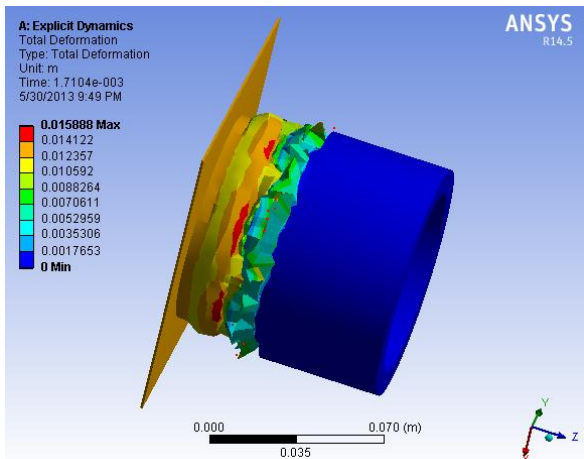 A: Explicit Dynamics
Total Deformation
Type: Total Deformation
Unit: m
Time: 1.7104e-003
5/30/2013 9:49 PM
ANSYS
R14.5
0.015888 Max
0.014122
0.012357
0.010592
0.0088264
0.0070611
0.0052959
0.0035306
0.0017653
0 Min
0.000
0.070 (m)
0.035
Y
Z
X